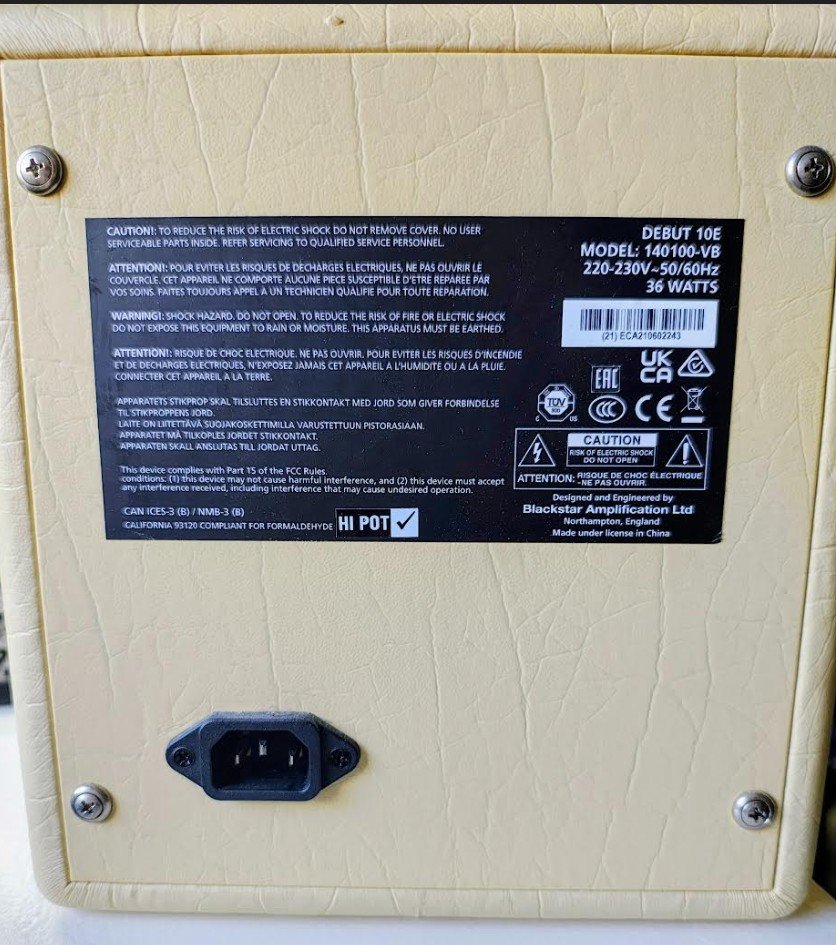 CAUTION!: TO REDUCE THE RISK OF ELECTRIC SHOCK DO NOT REMOVE COVER. NO USER
SERVICEABLE PARTS INSIDE. REFER SERVICING TO QUALIFIED SERVICE PERSONNEL.
ATTENTION!: POUR EVITER LES RISQUES DE DECHARGES ELECTRIQUES, NE PAS OUVRIR LE
COUVERCLE. CET APPAREIL NE COMPORTE AUCUNE PIECE SUSCEPTIBLE D'ETRE REPAREE PAR
VOS SOINS. FAITES TOUJOURS APPEL A UN TECHNICIEN QUALIFIE POUR TOUTE REPARATION.
WARNING!: SHOCK HAZARD. DO NOT OPEN. TO REDUCE THE RISK OF FIRE OR ELECTRIC SHOCK
DO NOT EXPOSE THIS EQUIPMENT TO RAIN OR MOISTURE. THIS APPARATUS MUST BE EARTHED.
ATTENTION!: RISQUE DE CHOC ELECTRIQUE. NE PAS OUVRIR. POUR EVITER LES RISQUES D'INCENDIE
ET DE DECHARGES ELECTRIQUES, N'EXPOSEZ JAMAIS CET APPAREIL A L'HUMIDITE OU A LA PLUIE.
CONNECTER CET APPAREIL A LA TERRE.
APPARATETS STIKPROP SKAL TILSLUTTES EN STIKKONTAKT MED JORD SOM GIVER FORBINDELSE
TIL STIKPROPPENS JORD.
LAITE ON LIITETTÄVÄ SUOJAKOSKETTIMILLA VARUSTETTUUN PISTORASIAAN.
APPARATET MÅ TILKOPLES JORDET STIKKONTAKT.
APPARATEN SKALL ANSLUTAS TILL JORDAT UTTAG.
This device complies with Part 15 of the FCC Rules.
conditions: (1) this device may not cause harmful interference, and (2) this device must accept
any interference received, including interference that may cause undesired operation.
CAN ICES-3 (B) / NMB-3 (B)
CALIFORNIA 93120 COMPLIANT FOR FORMALDEHYDE
HI POT
DEBUT 10E
MODEL: 140100-VB
220-230V~50/60Hz
36 WATTS
(21) ECA210602243
UK
CA
EAC
TÜV
C US
CCC
CE
CAUTION
RISK OF ELECTRIC SHOCK
DO NOT OPEN
ATTENTION: RISQUE DE CHOC ÉLECTRIQUE
-NE PAS OUVRIR.
Designed and Engineered by
Blackstar Amplification Ltd
Northampton, England
Made under license in China